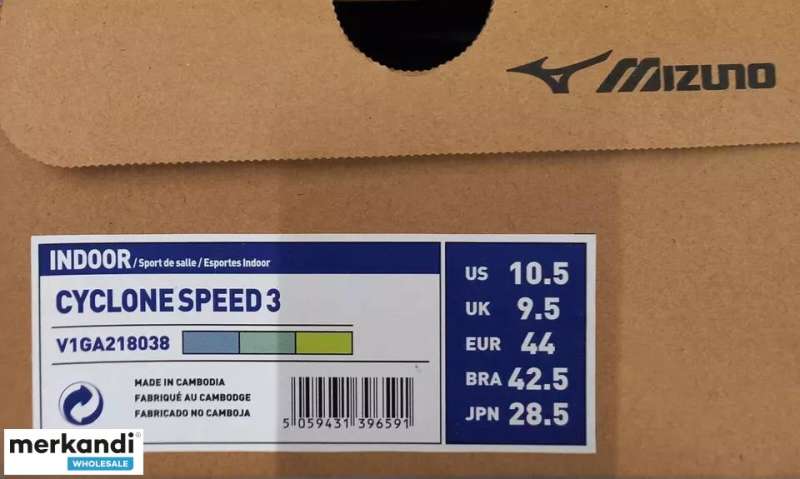 MIZUNO
INDOOR / Sport de salle / Esportes Indoor
CYCLONE SPEED 3
V1GA218038
MADE IN CAMBODIA
FABRIQUÉ AU CAMBODGE
FABRICADO NO CAMBOJA
5 059431 396591
US 10.5
UK 9.5
EUR 44
BRA 42.5
JPN 28.5
merkandi
WHOLESALE